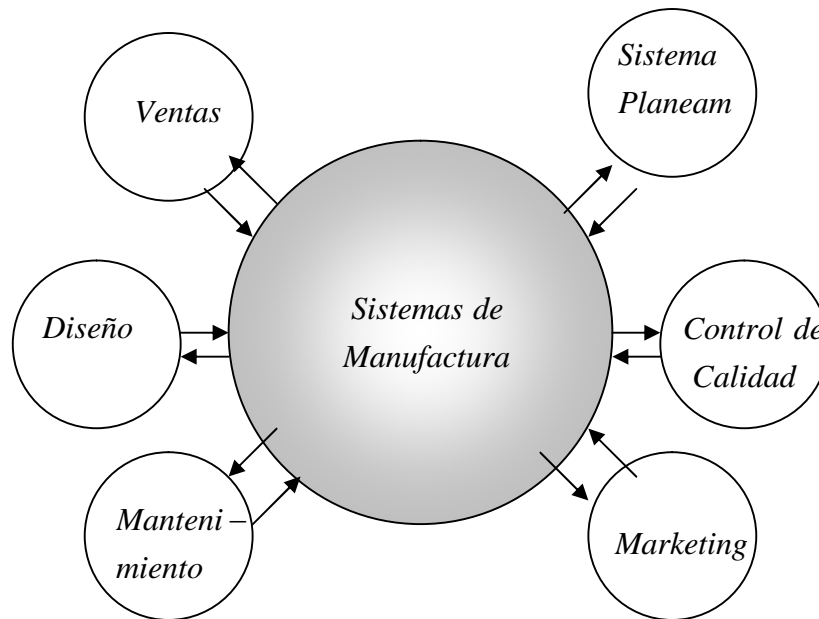 Ventas
Sistema
Planeam
Diseño
Sistemas de
Manufactura
Control de
Calidad
Manteni –
miento
Marketing